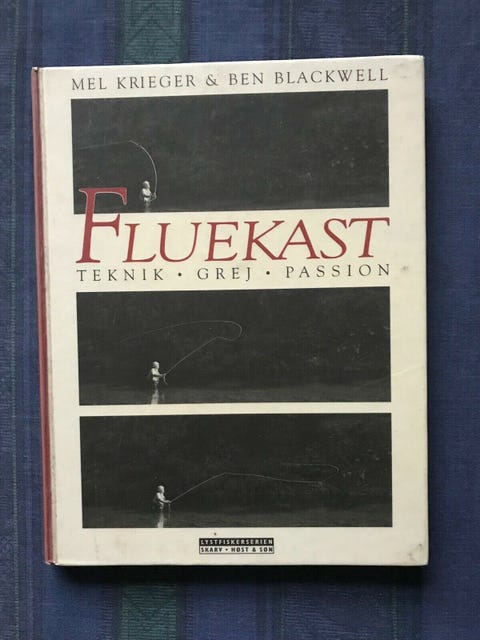 MEL KRIEGER & BEN BLACKWELL
FLUEKAST
TEKNIK • GREJ • PASSION
LYSTFISKERSERIEN
SKARV • HØST & SØN